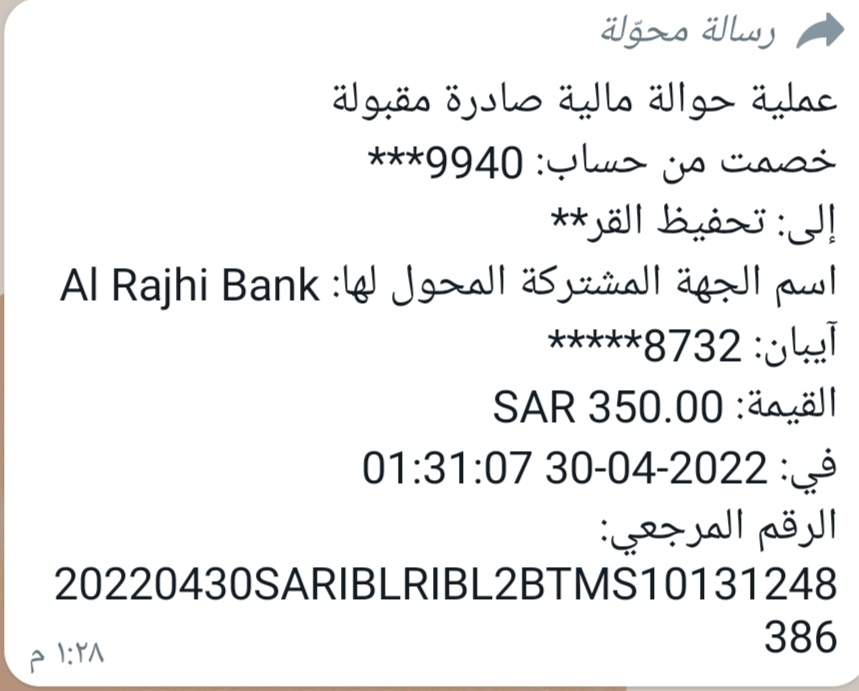 رسالة محوّلة
عملية حوالة مالية صادرة مقبولة
خصمت من حساب: 9940***
إلى: تحفيظ القر**
اسم الجهة المشتركة المحول لها: Al Rajhi Bank
آيبان: 8732*****
القيمة: SAR 350.00
في: 2022-04-30 01:31:07
الرقم المرجعي:
20220430SARIBLRIBL2BTMS10131248
386
١:٢٨ م